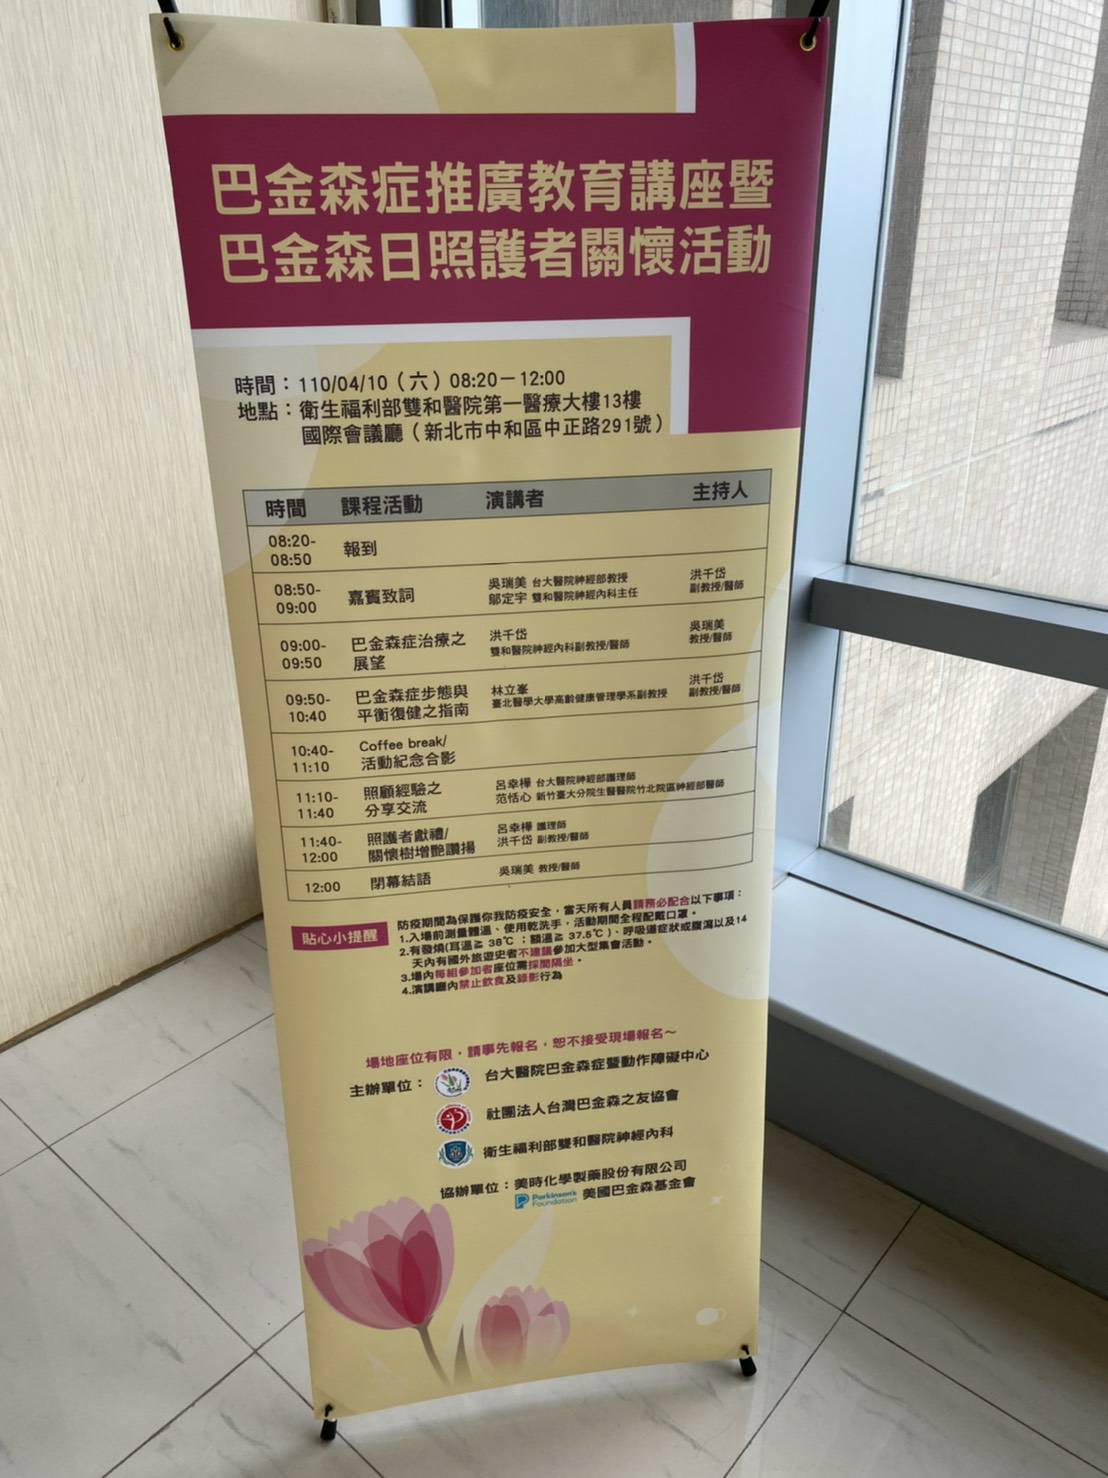 巴金森症推廣教育講座暨
巴金森日照護者關懷活動
時間：110/04/10（六）08:20－12:00
地點：衛生福利部雙和醫院第一醫療大樓13樓
國際會議廳（新北市中和區中正路291號）
時間 課程活動 演講者 主持人
08:20-
08:50
報到
08:50-
09:00
嘉賓致詞
吳瑞美 台大醫院神經部教授
鄔定宇 雙和醫院神經內科主任
洪千岱
副教授/醫師
09:00-
09:50
巴金森症治療之
展望
洪千岱
雙和醫院神經內科副教授/醫師
吳瑞美
教授/醫師
09:50-
10:40
巴金森症步態與
平衡復健之指南
林立峯
臺北醫學大學高齡健康管理學系副教授
洪千岱
副教授/醫師
10:40-
11:10
Coffee break/
活動紀念合影
11:10-
11:40
照顧經驗之
分享交流
呂幸樺 台大醫院神經部護理師
范恬心 新竹臺大分院生醫醫院竹北院區神經部醫師
11:40-
12:00
照護者獻禮/
關懷樹增艷讚揚
呂幸樺 護理師
洪千岱 副教授/醫師
12:00
閉幕結語
吳瑞美 教授/醫師
貼心小提醒
防疫期間為保護你我防疫安全，當天所有人員請務必配合以下事項：
1.入場前測量體溫、使用乾洗手，活動期間全程配戴口罩。
2.有發燒(耳溫≧ 38℃ ；額溫≧ 37.5℃）、呼吸道症狀或腹瀉以及14
天內有國外旅遊史者不建議參加大型集會活動。
3.場內每組參加者座位需採間隔坐。
4.演講廳內禁止飲食及錄影行為
場地座位有限，請事先報名，恕不接受現場報名～
主辦單位：
台大醫院巴金森症暨動作障礙中心
社團法人台灣巴金森之友協會
衛生福利部雙和醫院神經內科
協辦單位：美時化學製藥股份有限公司
Parkinson's
Foundation
美國巴金森基金會